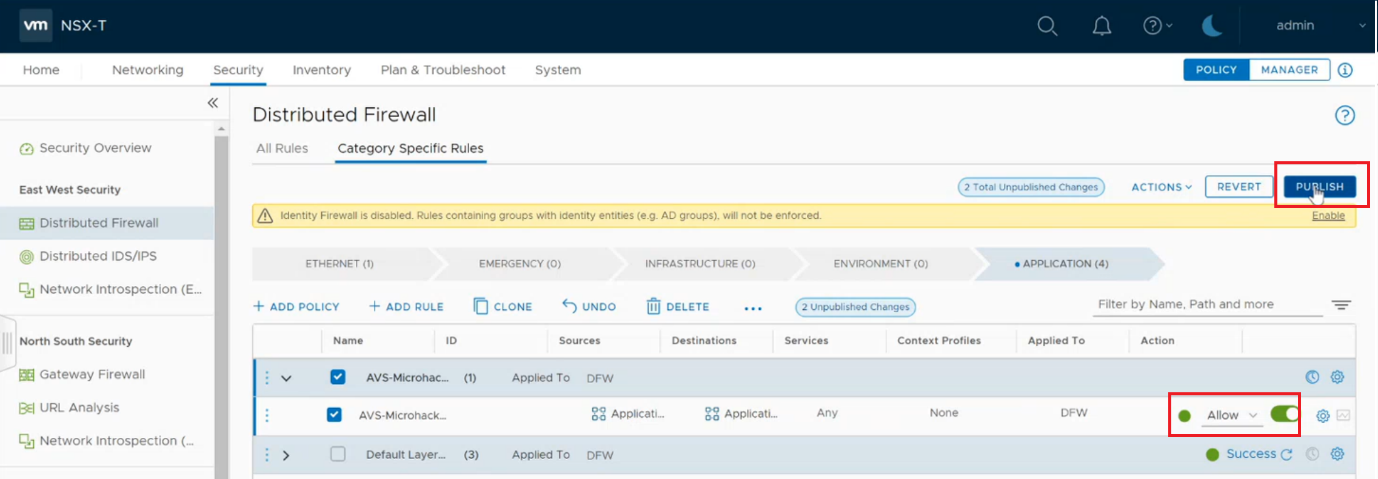 vm NSX-T admin
Home Networking Security Inventory Plan & Troubleshoot System POLICY MANAGER
Distributed Firewall
All Rules Category Specific Rules
Security Overview
East West Security
Distributed Firewall
Distributed IDS/IPS
Network Introspection (E...
North South Security
Gateway Firewall
URL Analysis
Network Introspection (...
2 Total Unpublished Changes ACTIONS REVERT PUBLISH
Identity Firewall is disabled. Rules containing groups with identity entities (e.g. AD groups), will not be enforced. Enable
ETHERNET (1) EMERGENCY (0) INFRASTRUCTURE (0) ENVIRONMENT (0) APPLICATION (4)
+ ADD POLICY + ADD RULE CLONE UNDO DELETE ... 2 Unpublished Changes Filter by Name, Path and more
Name ID Sources Destinations Services Context Profiles Applied To Action
AVS-Microhac... (1) Applied To DFW
AVS-Microhack... Applicati... Applicati... Any None DFW Allow
Default Layer... (3) Applied To DFW Success